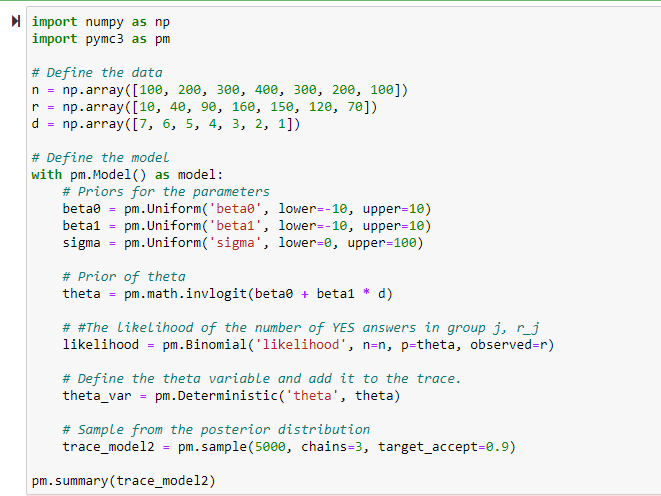 import numpy as np
import pymc3 as pm
# Define the data
n = np.array([100, 200, 300, 400, 300, 200, 100])
r = np.array([10, 40, 90, 160, 150, 120, 70])
d = np.array([7, 6, 5, 4, 3, 2, 1])
# Define the model
with pm.Model() as model:
    # Priors for the parameters
    beta0 = pm.Uniform('beta0', lower=-10, upper=10)
    beta1 = pm.Uniform('beta1', lower=-10, upper=10)
    sigma = pm.Uniform('sigma', lower=0, upper=100)
    # Prior of theta
    theta = pm.math.invlogit(beta0 + beta1 * d)
    # #The likelihood of the number of YES answers in group j, r_j
    likelihood = pm.Binomial('likelihood', n=n, p=theta, observed=r)
    # Define the theta variable and add it to the trace.
    theta_var = pm.Deterministic('theta', theta)
    # Sample from the posterior distribution
    trace_model2 = pm.sample(5000, chains=3, target_accept=0.9)
pm.summary(trace_model2)